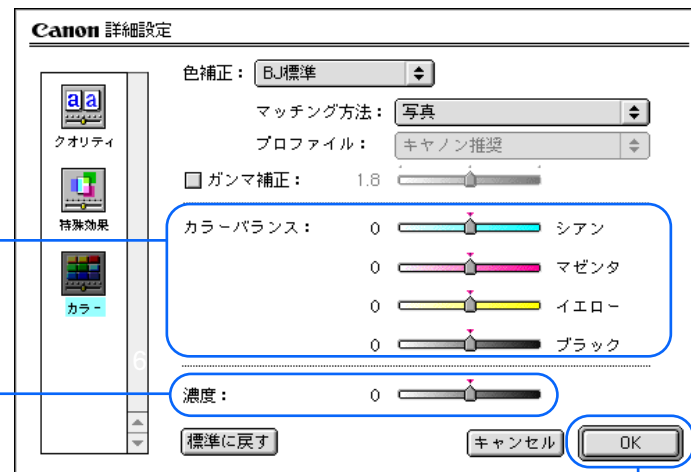 Canon 詳細設定
クオリティ
特殊効果
カラー
6
色補正： BJ標準
マッチング方法： 写真
プロファイル： キヤノン推奨
ガンマ補正： 1.8
カラーバランス： 0 シアン
0 マゼンタ
0 イエロー
0 ブラック
濃度： 0
標準に戻す キャンセル OK